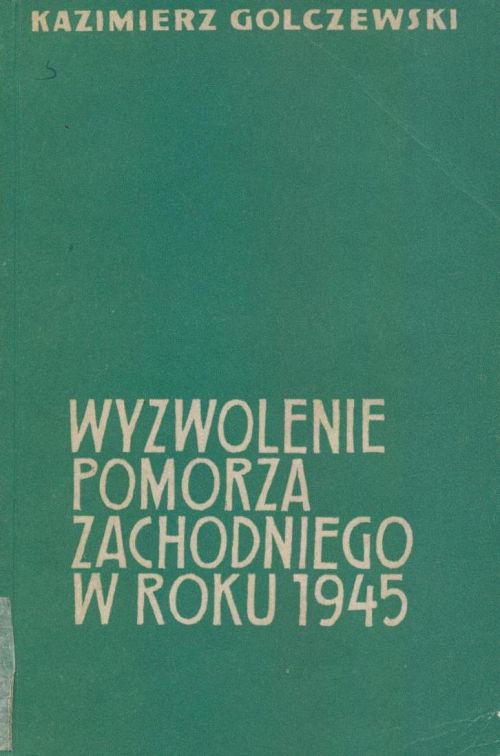 KAZIMIERZ GOLCZEWSKI
WYZWOLENIE
POMORZA
ZACHODNIEGO
W ROKU 1945